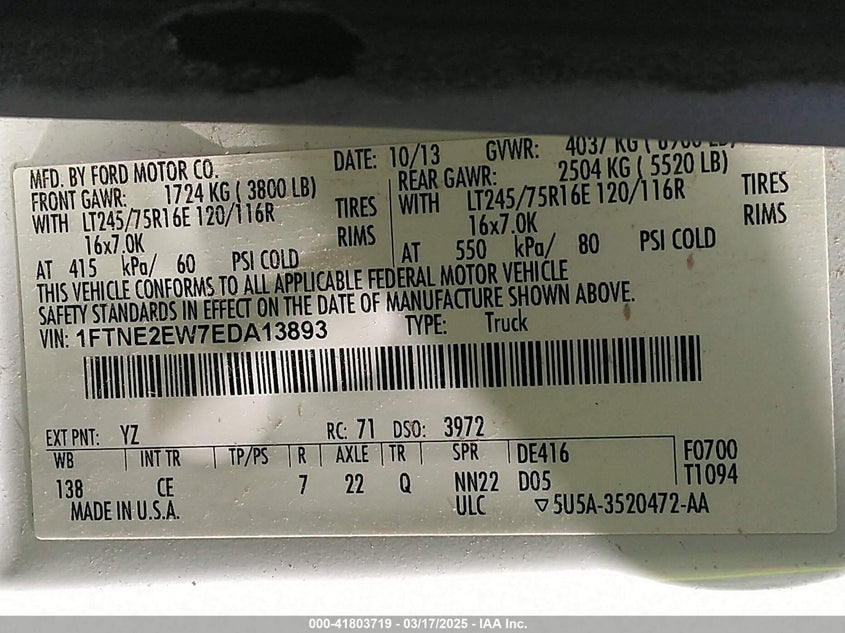 MFD. BY FORD MOTOR CO. DATE: 10/13 GVWR: 4037 KG ( 8900 LB)
FRONT GAWR: 1724 KG ( 3800 LB) REAR GAWR: 2504 KG ( 5520 LB)
WITH LT245/75R16E 120/116R TIRES WITH LT245/75R16E 120/116R TIRES
16x7.0K RIMS 16x7.0K RIMS
AT 415 kPa/ 60 PSI COLD AT 550 kPa/ 80 PSI COLD
THIS VEHICLE CONFORMS TO ALL APPLICABLE FEDERAL MOTOR VEHICLE
SAFETY STANDARDS IN EFFECT ON THE DATE OF MANUFACTURE SHOWN ABOVE.
VIN: 1FTNE2EW7EDA13893 TYPE: Truck
EXT PNT: YZ RC: 71 DSO: 3972
WB INT TR TP/PS R AXLE TR SPR DE416 F0700
138 CE 7 22 Q NN22 D05 T1094
MADE IN U.S.A. ULC ▽5U5A-3520472-AA
000-41803719 - 03/17/2025 - IAA Inc.